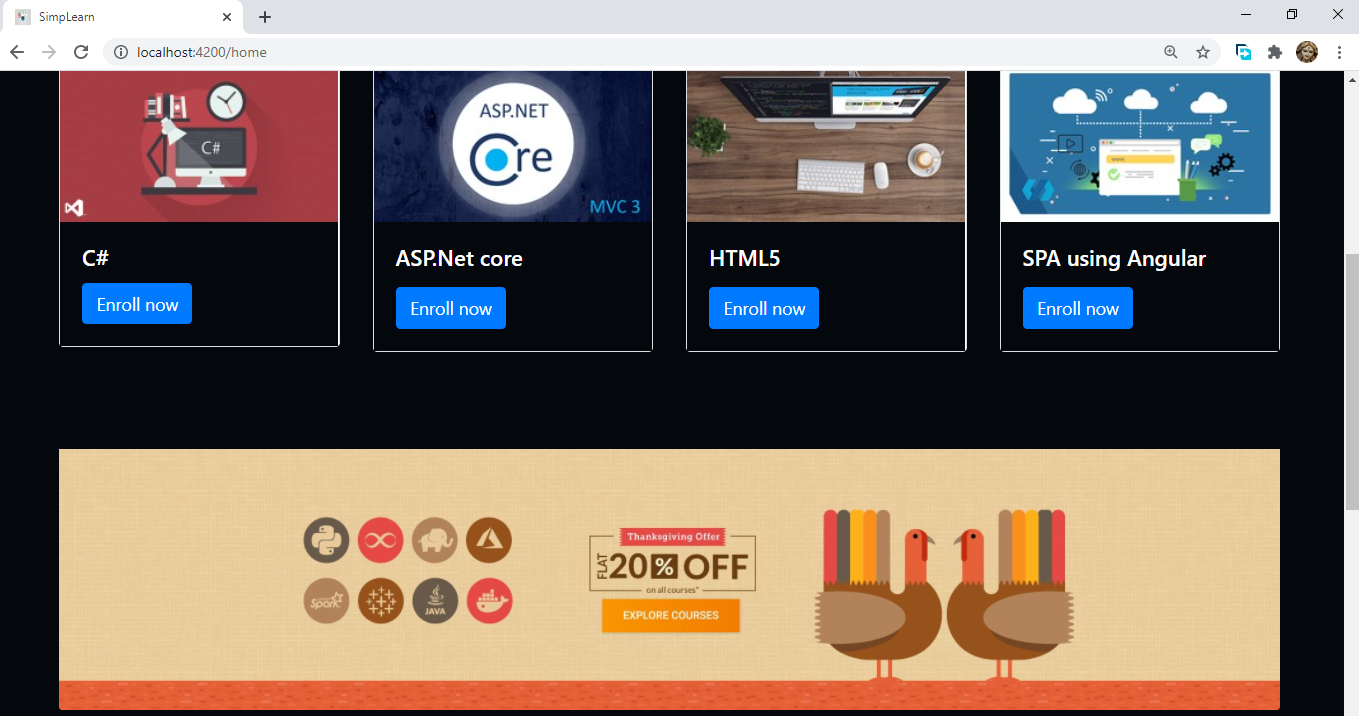 SimpLearn
localhost:4200/home
C#
ASP.NET
Core
MVC 3
www
C#
ASP.Net core
HTML5
SPA using Angular
Enroll now
Enroll now
Enroll now
Enroll now
Thanksgiving Offer
FLAT
20% OFF
on all courses*
EXPLORE COURSES
Spark
JAVA